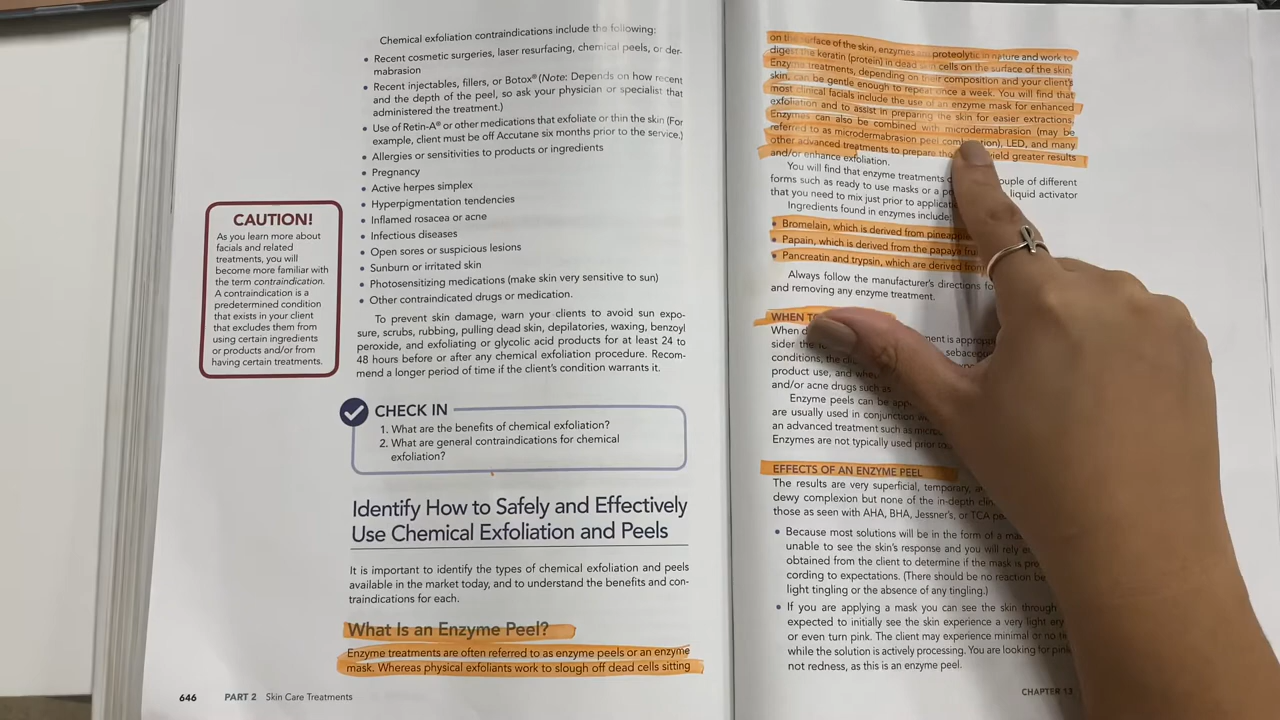 Chemical exfoliation contraindications include the following:
• Recent cosmetic surgeries, laser resurfacing, chemical peels, or der-
mabrasion
• Recent injectables, fillers, or Botox® (Note: Depends on how recent
and the depth of the peel, so ask your physician or specialist that
administered the treatment.)
• Use of Retin-A® or other medications that exfoliate or thin the skin (For
example, client must be off Accutane six months prior to the service.)
• Allergies or sensitivities to products or ingredients
• Pregnancy
• Active herpes simplex
• Hyperpigmentation tendencies
• Inflamed rosacea or acne
• Infectious diseases
• Open sores or suspicious lesions
• Sunburn or irritated skin
• Photosensitizing medications (make skin very sensitive to sun)
• Other contraindicated drugs or medication.
To prevent skin damage, warn your clients to avoid sun expo-
sure, scrubs, rubbing, pulling dead skin, depilatories, waxing, benzoyl
peroxide, and exfoliating or glycolic acid products for at least 24 to
48 hours before or after any chemical exfoliation procedure. Recom-
mend a longer period of time if the client's condition warrants it.
CAUTION!
As you learn more about
facials and related
treatments, you will
become more familiar with
the term contraindication.
A contraindication is a
predetermined condition
that exists in your client
that excludes them from
using certain ingredients
or products and/or from
having certain treatments.
CHECK IN
1. What are the benefits of chemical exfoliation?
2. What are general contraindications for chemical
exfoliation?
Identify How to Safely and Effectively
Use Chemical Exfoliation and Peels
It is important to identify the types of chemical exfoliation and peels
available in the market today, and to understand the benefits and con-
traindications for each.
What Is an Enzyme Peel?
Enzyme treatments are often referred to as enzyme peels or an enzyme
mask. Whereas physical exfoliants work to slough off dead cells sitting
646 PART 2 Skin Care Treatments
on the surface of the skin, enzymes are proteolytic in nature and work to
digest the keratin (protein) in dead skin cells on the surface of the skin.
Enzyme treatments, depending on their composition and your client's
skin, can be gentle enough to repeat once a week. You will find that
most clinical facials include the use of an enzyme mask for enhanced
exfoliation and to assist in preparing the skin for easier extractions.
Enzymes can also be combined with microdermabrasion (may be
referred to as microdermabrasion peel combination), LED, and many
other advanced treatments to prepare the yield greater results
and/or enhance exfoliation.
You will find that enzyme treatments couple of different
forms such as ready to use masks or a liquid activator
that you need to mix just prior to
Ingredients found in enzymes include:
• Bromelain, which is derived from
• Papain, which is derived from the papaya
• Pancreatin and trypsin, which are derived
Always follow the manufacturer's directions
and removing any enzyme treatment.
WHEN
When is
sider the
conditions, the
product use, and
and/or acne drugs such as
Enzyme peels can be
are usually used in conjunction
an advanced treatment such as
Enzymes are not typically used prior
EFFECTS OF AN ENZYME PEEL
The results are very superficial, temporary,
dewy complexion but none of the in-depth
those as seen with AHA, BHA, Jessner's, or TCA
• Because most solutions will be in the form of a
unable to see the skin's response and you will rely
obtained from the client to determine if the mask is
cording to expectations. (There should be no reaction
light tingling or the absence of any tingling.)
• If you are applying a mask you can see the skin through
expected to initially see the skin experience a very light
or even turn pink. The client may experience minimal or no
while the solution is actively processing. You are looking for
not redness, as this is an enzyme peel.
CHAPTER 13